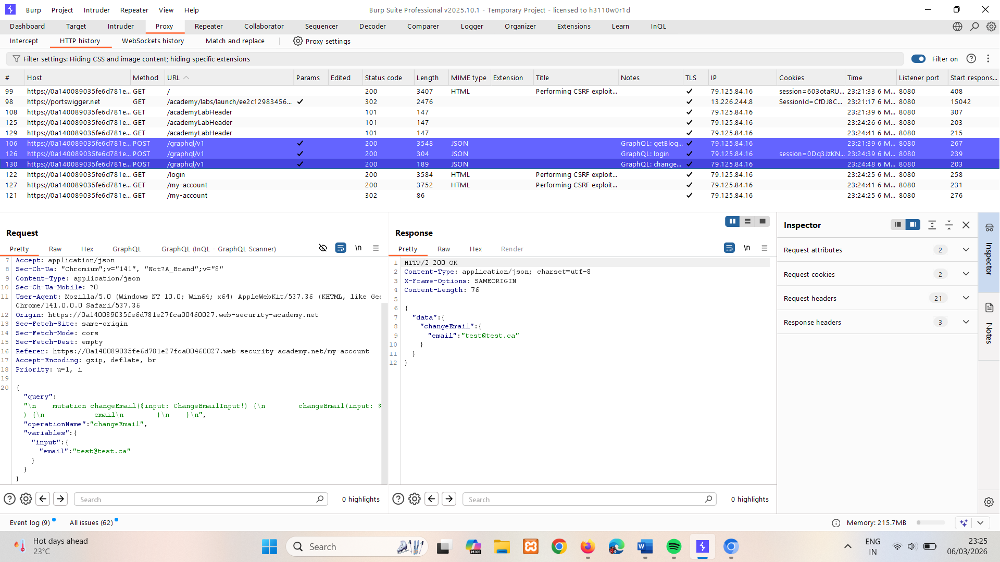 Burp Project Intruder Repeater View Help Burp Suite Professional v2025.10.1 - Temporary Project - licensed to h3110w0r1d
Dashboard Target Intruder Proxy Repeater Collaborator Sequencer Decoder Comparer Logger Organizer Extensions Learn InQL
Intercept HTTP history WebSockets history Match and replace Proxy settings
Filter settings: Hiding CSS and image content; hiding specific extensions Filter on
# Host Method URL Params Edited Status code Length MIME type Extension Title Notes TLS IP Cookies Time Listener port Start respons...
99 https://0a140089035fe6d781e... GET / 200 3407 HTML Performing CSRF exploit... ✓ 79.125.84.16 session=603otaRU... 23:21:33 6 M... 8080 408
98 https://portswigger.net GET /academy/labs/launch/ee2c12983456... ✓ 302 2476 ✓ 13.226.244.8 SessionId=CfDJ8C... 23:21:17 6 M... 8080 15042
108 https://0a140089035fe6d781e... GET /academyLabHeader 101 147 ✓ 79.125.84.16 23:21:39 6 M... 8080 307
125 https://0a140089035fe6d781e... GET /academyLabHeader 101 147 ✓ 79.125.84.16 23:24:26 6 M... 8080 203
129 https://0a140089035fe6d781e... GET /academyLabHeader 101 147 ✓ 79.125.84.16 23:24:41 6 M... 8080 215
106 https://0a140089035fe6d781e... POST /graphql/v1 ✓ 200 3548 JSON GraphQL: getBlog... ✓ 79.125.84.16 23:21:39 6 M... 8080 267
126 https://0a140089035fe6d781e... POST /graphql/v1 ✓ 200 304 JSON GraphQL: login ✓ 79.125.84.16 session=0Dq3JzKN... 23:24:39 6 M... 8080 239
130 https://0a140089035fe6d781e... POST /graphql/v1 ✓ 200 189 JSON GraphQL: change... ✓ 79.125.84.16 23:24:48 6 M... 8080 203
122 https://0a140089035fe6d781e... GET /login 200 3584 HTML Performing CSRF exploit... ✓ 79.125.84.16 23:24:25 6 M... 8080 258
127 https://0a140089035fe6d781e... GET /my-account 200 3752 HTML Performing CSRF exploit... ✓ 79.125.84.16 23:24:41 6 M... 8080 231
121 https://0a140089035fe6d781e... GET /my-account 302 86 ✓ 79.125.84.16 23:24:25 6 M... 8080 276
Request
Pretty Raw Hex GraphQL GraphQL (InQL - GraphQL Scanner) \n
7 Accept: application/json
8 Sec-Ch-Ua: "Chromium";v="141", "Not?A_Brand";v="8"
9 Content-Type: application/json
10 Sec-Ch-Ua-Mobile: ?0
11 User-Agent: Mozilla/5.0 (Windows NT 10.0; Win64; x64) AppleWebKit/537.36 (KHTML, like Gec
Chrome/141.0.0.0 Safari/537.36
12 Origin: https://0a140089035fe6d781e27fca00460027.web-security-academy.net
13 Sec-Fetch-Site: same-origin
14 Sec-Fetch-Mode: cors
15 Sec-Fetch-Dest: empty
16 Referer: https://0a140089035fe6d781e27fca00460027.web-security-academy.net/my-account
17 Accept-Encoding: gzip, deflate, br
18 Priority: u=1, i
19
20 {
"query":
"\n    mutation changeEmail($input: ChangeEmailInput!) {\n        changeEmail(input: $
) {\n            email\n        }\n    }\n",
"operationName":"changeEmail",
"variables":{
"input":{
"email":"test@test.ca"
}
}
}
Search 0 highlights
Response
Pretty Raw Hex Render \n
1 HTTP/2 200 OK
2 Content-Type: application/json; charset=utf-8
3 X-Frame-Options: SAMEORIGIN
4 Content-Length: 76
5
6 {
7 "data":{
8 "changeEmail":{
9 "email":"test@test.ca"
10 }
11 }
12 }
Search 0 highlights
Inspector
Request attributes 2
Request cookies 2
Request headers 21
Response headers 3
Inspector
Notes
Event log (9) All issues (62) Memory: 215.7MB
Hot days ahead
23°C
Search
M365
ENG
IN
23:25
06/03/2026